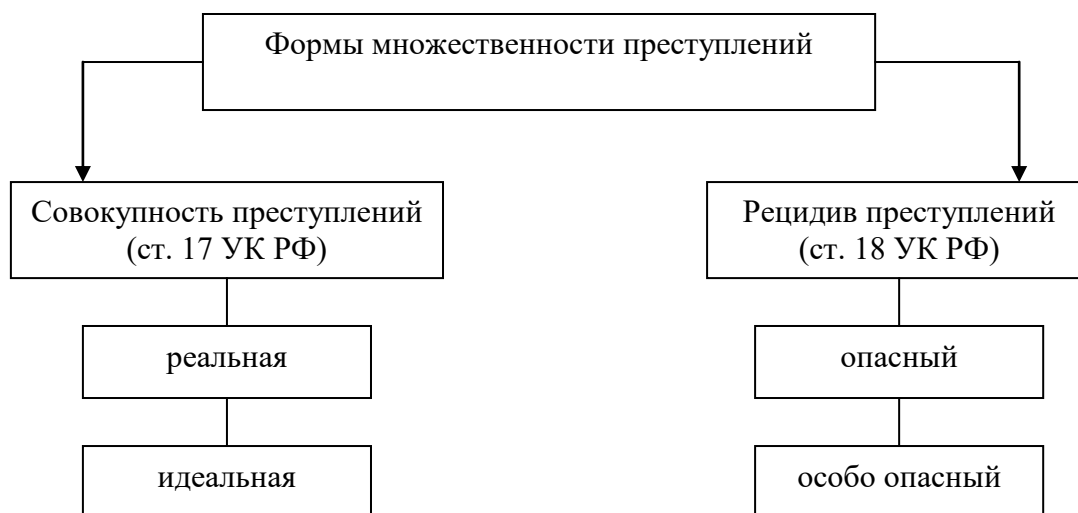 Формы множественности преступлений
Совокупность преступлений
(ст. 17 УК РФ)
Рецидив преступлений
(ст. 18 УК РФ)
реальная
опасный
идеальная
особо опасный